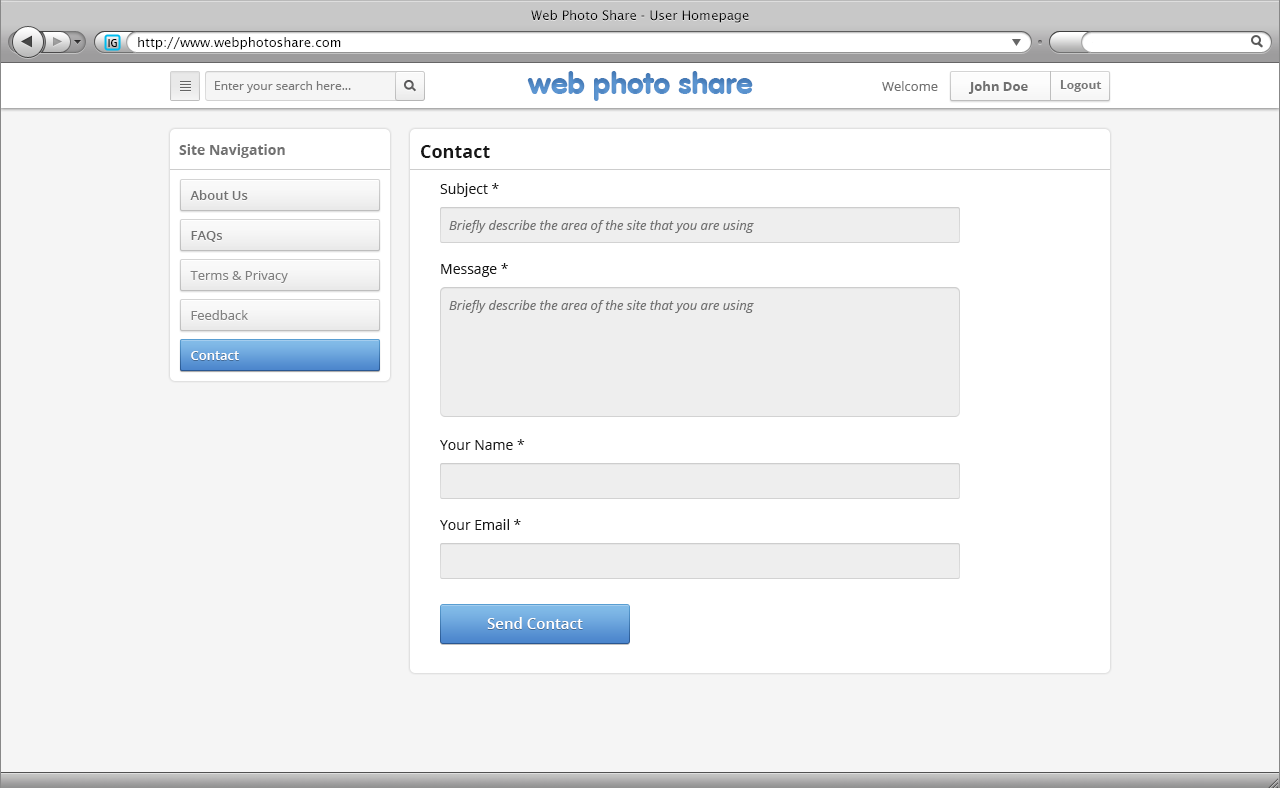 Web Photo Share - User Homepage
IG
http://www.webphotoshare.com
Enter your search here...
web photo share
Welcome
John Doe
Logout
Site Navigation
About Us
FAQs
Terms & Privacy
Feedback
Contact
Contact
Subject *
Briefly describe the area of the site that you are using
Message *
Briefly describe the area of the site that you are using
Your Name *
Your Email *
Send Contact